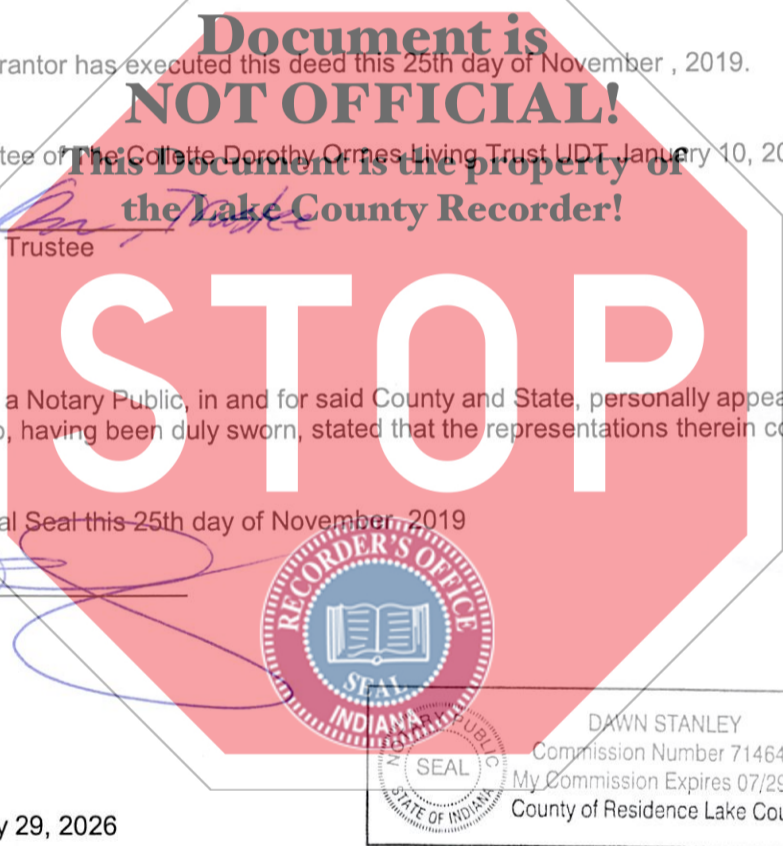 Document is
rantor has executed this deed this 25th day of November , 2019.
NOT OFFICIAL!
tee of The Collette Dorothy Ormes Living Trust UDT January 10, 20
This Document is the property of
, Trustee
the Lake County Recorder!
Trustee
STOP
a Notary Public, in and for said County and State, personally appea
o, having been duly sworn, stated that the representations therein co
al Seal this 25th day of November, 2019
RECORDER'S OFFICE
SEAL
INDIANA
NOTARY PUBLIC
SEAL
STATE OF INDIANA
DAWN STANLEY
Commission Number 71464
My Commission Expires 07/29
County of Residence Lake Cou
y 29, 2026